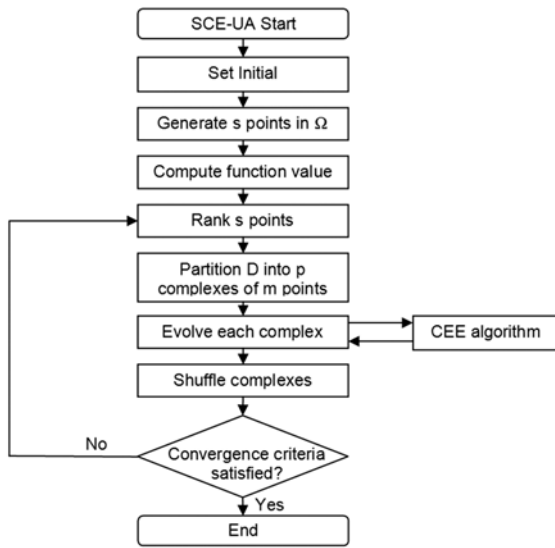 SCE-UA Start
Set Initial
Generate s points in Ω
Compute function value
Rank s points
Partition D into p
complexes of m points
Evolve each complex
CEE algorithm
Shuffle complexes
No
Convergence criteria
satisfied?
Yes
End